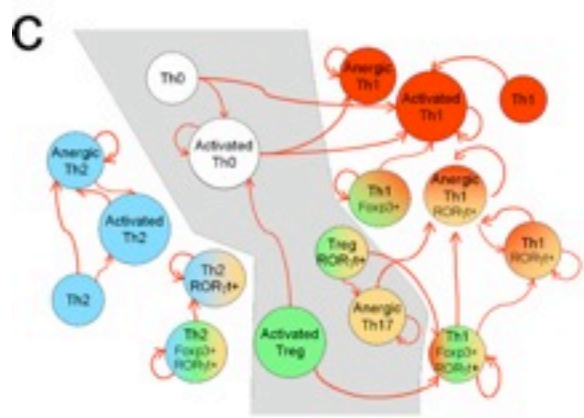 C
Th0
Anergic
Th1
Activated
Th1
Th1
Anergic
Th2
Activated
Th0
Th1
Foxp3+
Anergic
Th1
RORγt+
Activated
Th2
Treg
RORγt+
Th1
RORγt+
Th2
RORγt+
Th2
Anergic
Th17
Th2
Foxp3+
RORγt+
Activated
Treg
Th1
Foxp3+
RORγt+